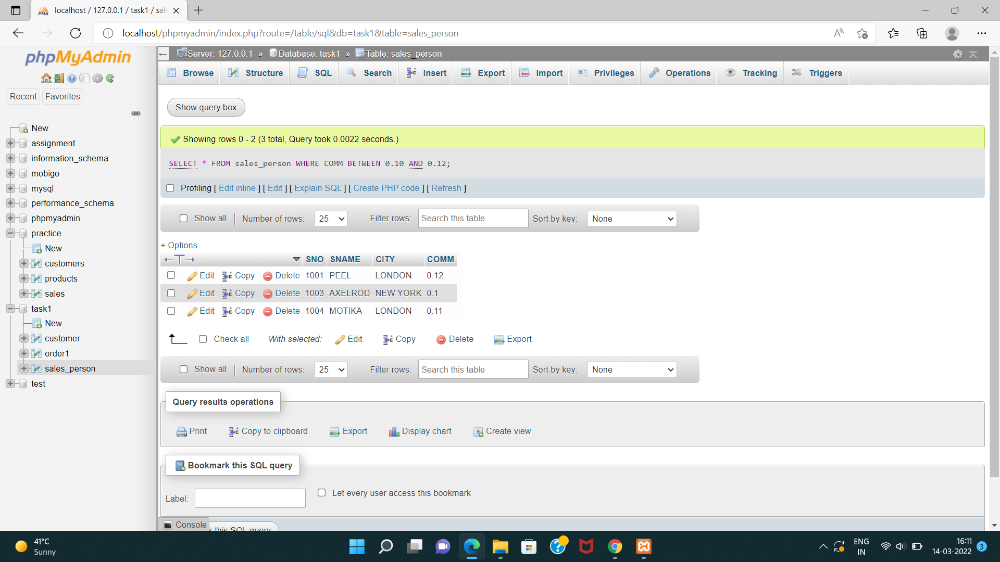 localhost / 127.0.0.1 / task1 / sale
localhost/phpmyadmin/index.php?route=/table/sql&db=task1&table=sales_person
phpMyAdmin
Recent Favorites
New
assignment
information_schema
mobigo
mysql
performance_schema
phpmyadmin
practice
New
customers
products
sales
task1
New
customer
order1
sales_person
test
Server: 127.0.0.1 » Database: task1 » Table: sales_person
Browse Structure SQL Search Insert Export Import Privileges Operations Tracking Triggers
Show query box
Showing rows 0 - 2 (3 total, Query took 0.0022 seconds.)
SELECT * FROM sales_person WHERE COMM BETWEEN 0.10 AND 0.12;
Profiling [ Edit inline ] [ Edit ] [ Explain SQL ] [ Create PHP code ] [ Refresh ]
Show all Number of rows: 25 Filter rows: Search this table Sort by key: None
+ Options
SNO SNAME CITY COMM
Edit Copy Delete 1001 PEEL LONDON 0.12
Edit Copy Delete 1003 AXELROD NEW YORK 0.1
Edit Copy Delete 1004 MOTIKA LONDON 0.11
Check all With selected: Edit Copy Delete Export
Show all Number of rows: 25 Filter rows: Search this table Sort by key: None
Query results operations
Print Copy to clipboard Export Display chart Create view
Bookmark this SQL query
Label: Let every user access this bookmark
Console
this SQL query
41°C
Sunny
ENG
IN
16:11
14-03-2022
3